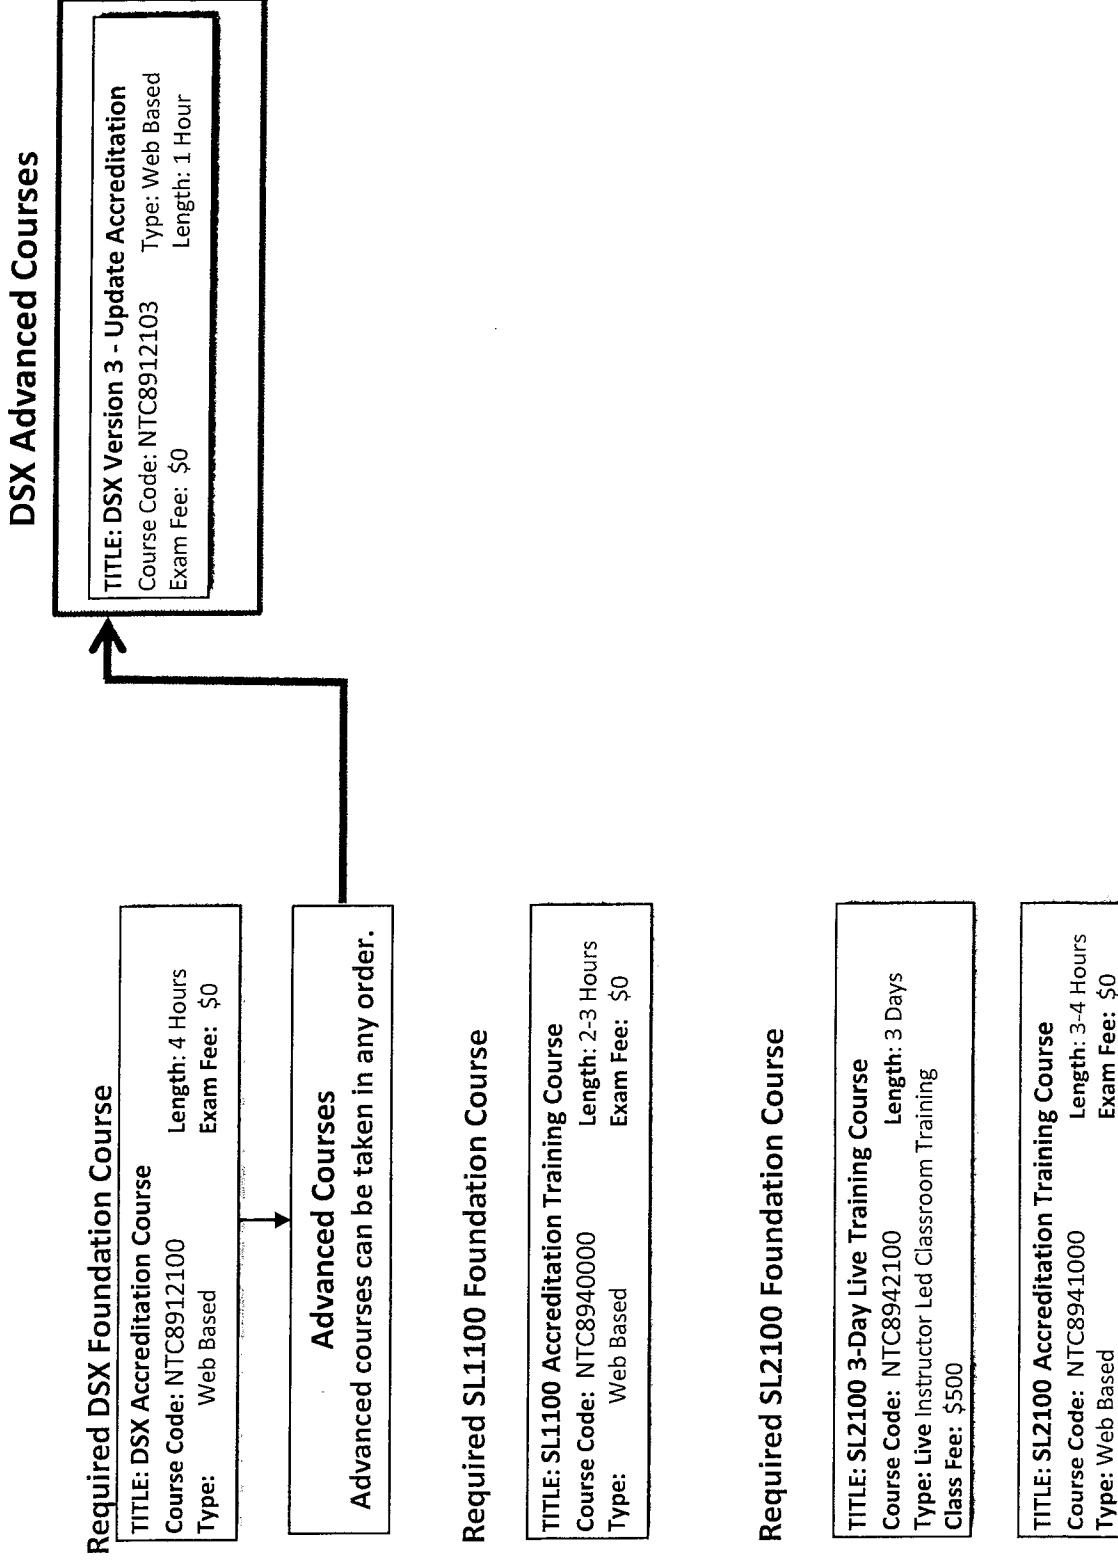 Required DSX Foundation Course
TITLE: DSX Accreditation Course
Course Code: NTC8912100 Length: 4 Hours
Type: Web Based Exam Fee: $0
Advanced Courses
Advanced courses can be taken in any order.
DSX Advanced Courses
TITLE: DSX Version 3 - Update Accreditation
Course Code: NTC8912103 Type: Web Based
Exam Fee: $0 Length: 1 Hour
Required SL1100 Foundation Course
TITLE: SL1100 Accreditation Training Course
Course Code: NTC8940000 Length: 2-3 Hours
Type: Web Based Exam Fee: $0
Required SL2100 Foundation Course
TITLE: SL2100 3-Day Live Training Course
Course Code: NTC8942100 Length: 3 Days
Type: Live Instructor Led Classroom Training
Class Fee: $500
TITLE: SL2100 Accreditation Training Course
Course Code: NTC8941000 Length: 3-4 Hours
Type: Web Based Exam Fee: $0